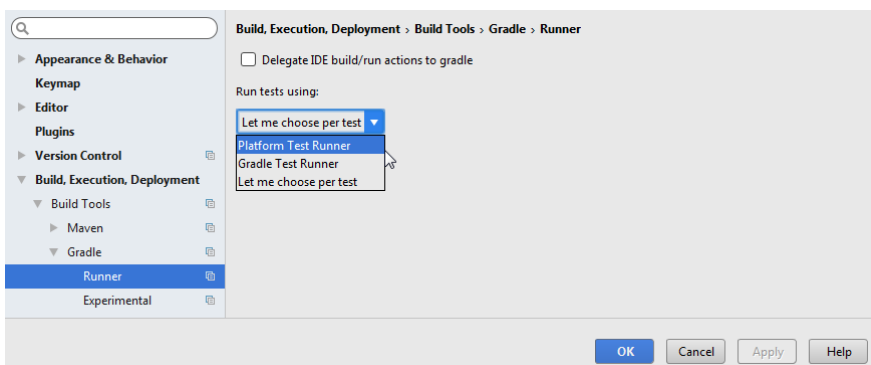 Appearance & Behavior
Keymap
Editor
Plugins
Version Control
Build, Execution, Deployment
Build Tools
Maven
Gradle
Runner
Experimental
Build, Execution, Deployment › Build Tools › Gradle › Runner
Delegate IDE build/run actions to gradle
Run tests using:
Let me choose per test
Platform Test Runner
Gradle Test Runner
Let me choose per test
OK Cancel Apply Help